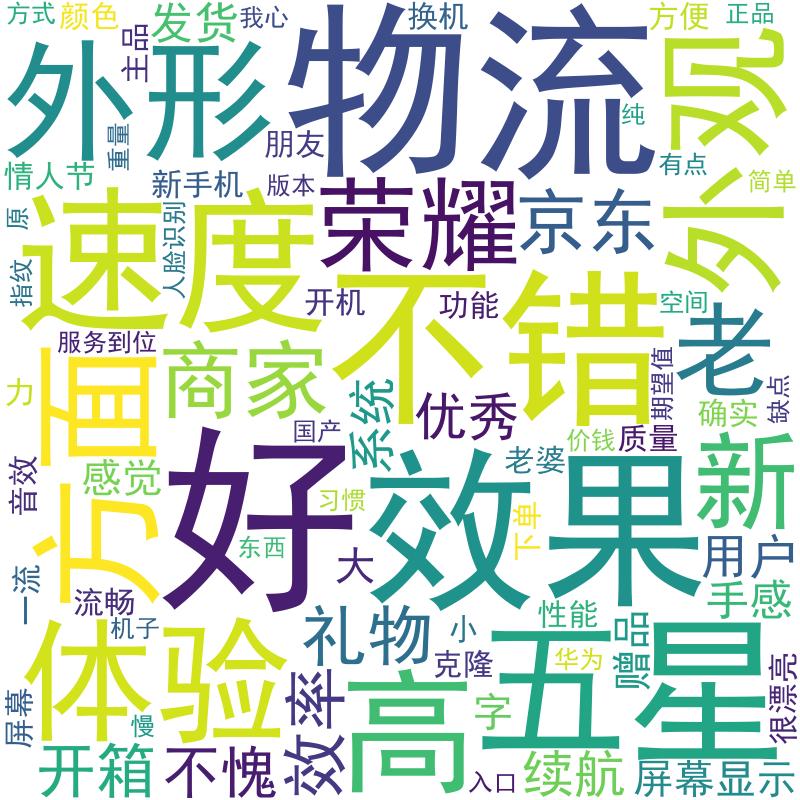 方式
颜色
主品
发货
我心
换机
方便
正品
外形
物流
外观
重量
朋友
纯
有点
情人节
新手机
版本
简单
荣耀
京东
原
速度
人脸识别
指纹
开机
功能
空间
不错
老
服务到位
商家
期望值
力
方面
系统
优秀
确实
缺点
国产
价钱
质量
好
效果
新
音效
感觉
老婆
习惯
下单
东西
大
用户
一流
流畅
手感
机子
体验
礼物
小
性能
赠品
五星
克隆
华为
很漂亮
屏幕
慢
效率
高
字
开箱
不愧
入口
续航
屏幕显示